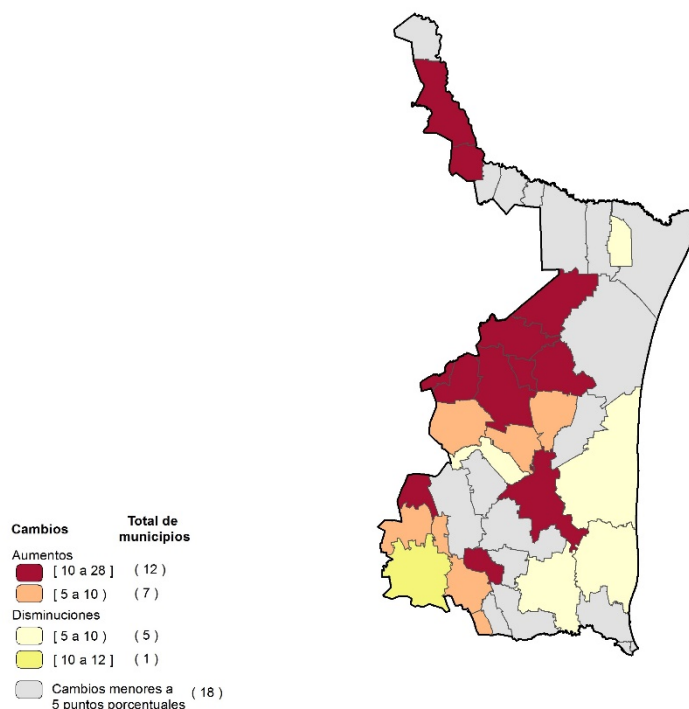 Cambios Total de municipios
Aumentos
[ 10 a 28 ] ( 12 )
[ 5 a 10 ) ( 7 )
Disminuciones
[ 5 a 10 ) ( 5 )
[ 10 a 12 ] ( 1 )
Cambios menores a ( 18 )
5 puntos porcentuales